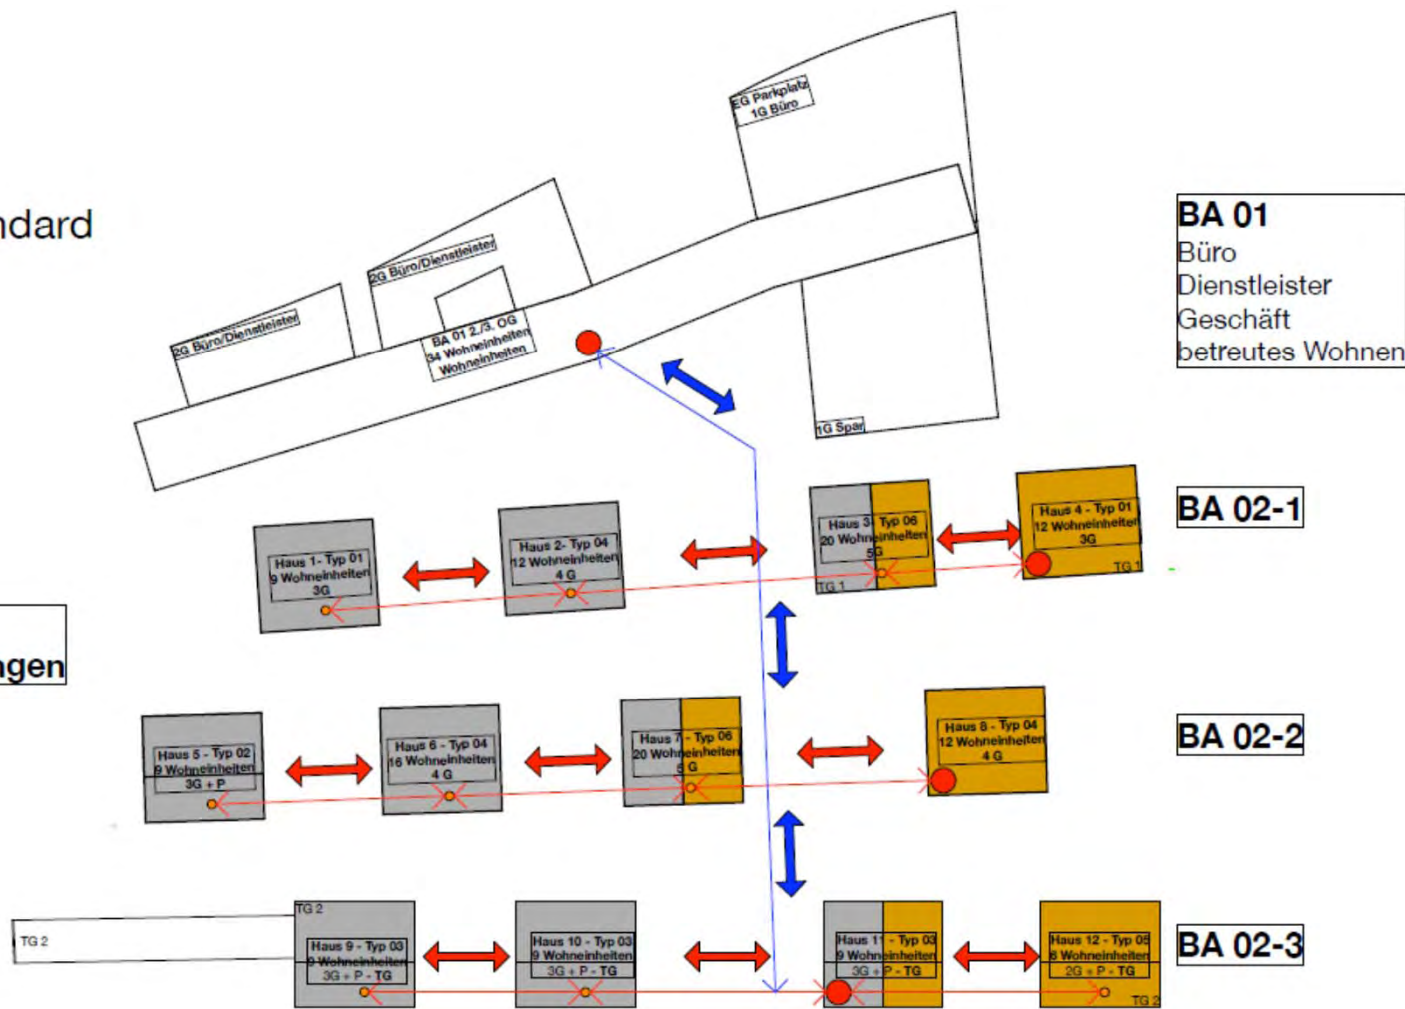 EG Parkplatz
1G Büro
ndard
BA 01
Büro
Dienstleister
Geschäft
betreutes Wohnen
2G Büro/Dienstleister
2G Büro/Dienstleister
BA 01 2./3. OG
34 Wohneinheiten
Wohneinheiten
1G Spar
BA 02-1
Haus 1- Typ 01
9 Wohneinheiten
3G
Haus 2- Typ 04
12 Wohneinheiten
4 G
Haus 3- Typ 06
20 Wohneinheiten
5G
TG 1
Haus 4 - Typ 01
12 Wohneinheiten
3G
TG 1
ngen
BA 02-2
Haus 5 - Typ 02
9 Wohneinheiten
3G + P
Haus 6 - Typ 04
16 Wohneinheiten
4 G
Haus 7 - Typ 06
20 Wohneinheiten
5 G
Haus 8 - Typ 04
12 Wohneinheiten
4 G
BA 02-3
TG 2
TG 2
Haus 9 - Typ 03
9 Wohneinheiten
3G + P - TG
Haus 10 - Typ 03
9 Wohneinheiten
3G + P - TG
Haus 11 - Typ 03
9 Wohneinheiten
3G + P - TG
Haus 12 - Typ 05
6 Wohneinheiten
2G + P - TG
TG 2